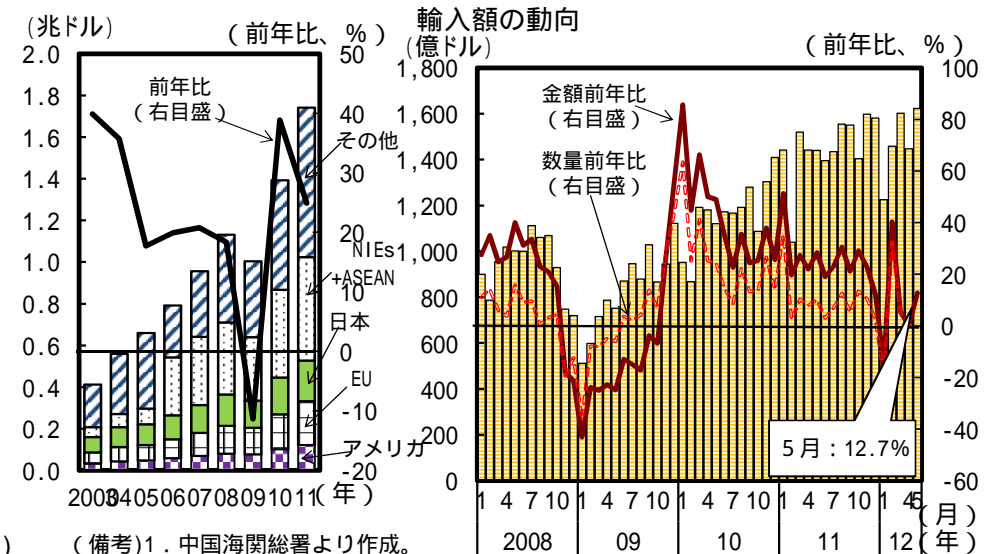 輸入額の動向
(兆ドル)
（前年比、％）
2.0
1.8
1.6
1.4
1.2
1.0
0.8
0.6
0.4
0.2
0.0
50
40
30
20
10
0
-10
-20
前年比
（右目盛）
その他
NIEs
+ASEAN
日本
EU
アメリカ
2003 04 05 06 07 08 09 10 11 (年）
(億ドル)
（前年比、％）
1,800
1,600
1,400
1,200
1,000
800
600
400
200
0
100
80
60
40
20
0
-20
-40
-60
金額前年比
（右目盛）
数量前年比
（右目盛）
５月：12.7%
1 4 7 10 1 4 7 10 1 4 7 10 1 4 7 10 1 4 5
(月）
2008 09 10 11 12 (年）
)
（備考)1．中国海関総署より作成。